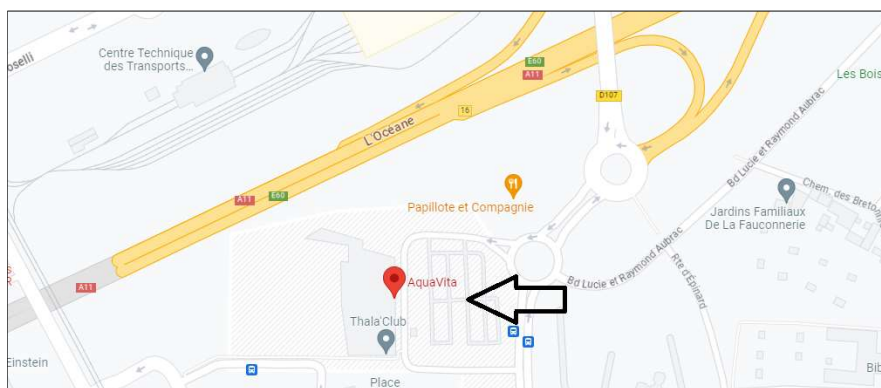 oselli
Centre Technique
des Transports...
E60
A11
Les Bois
D107
16
L'Océane
Bd Lucie et Raymond Aubrac
Chem. des Bretonn
A11
E60
Papillote et Compagnie
Jardins Familiaux
De La Fauconnerie
Bd Lucie et Raymond Aubrac
Rte d'Épinard
R
A11
AquaVita
Thala'Club
Einstein
Place
Bib